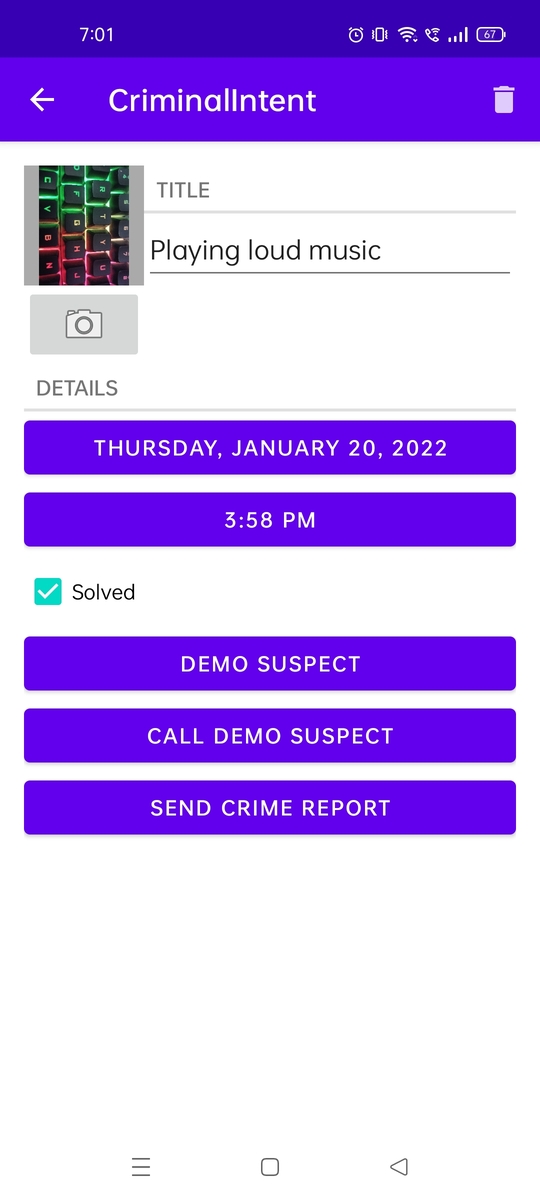 7:01
67
CriminalIntent
TITLE
Playing loud music
DETAILS
THURSDAY, JANUARY 20, 2022
3:58 PM
Solved
DEMO SUSPECT
CALL DEMO SUSPECT
SEND CRIME REPORT